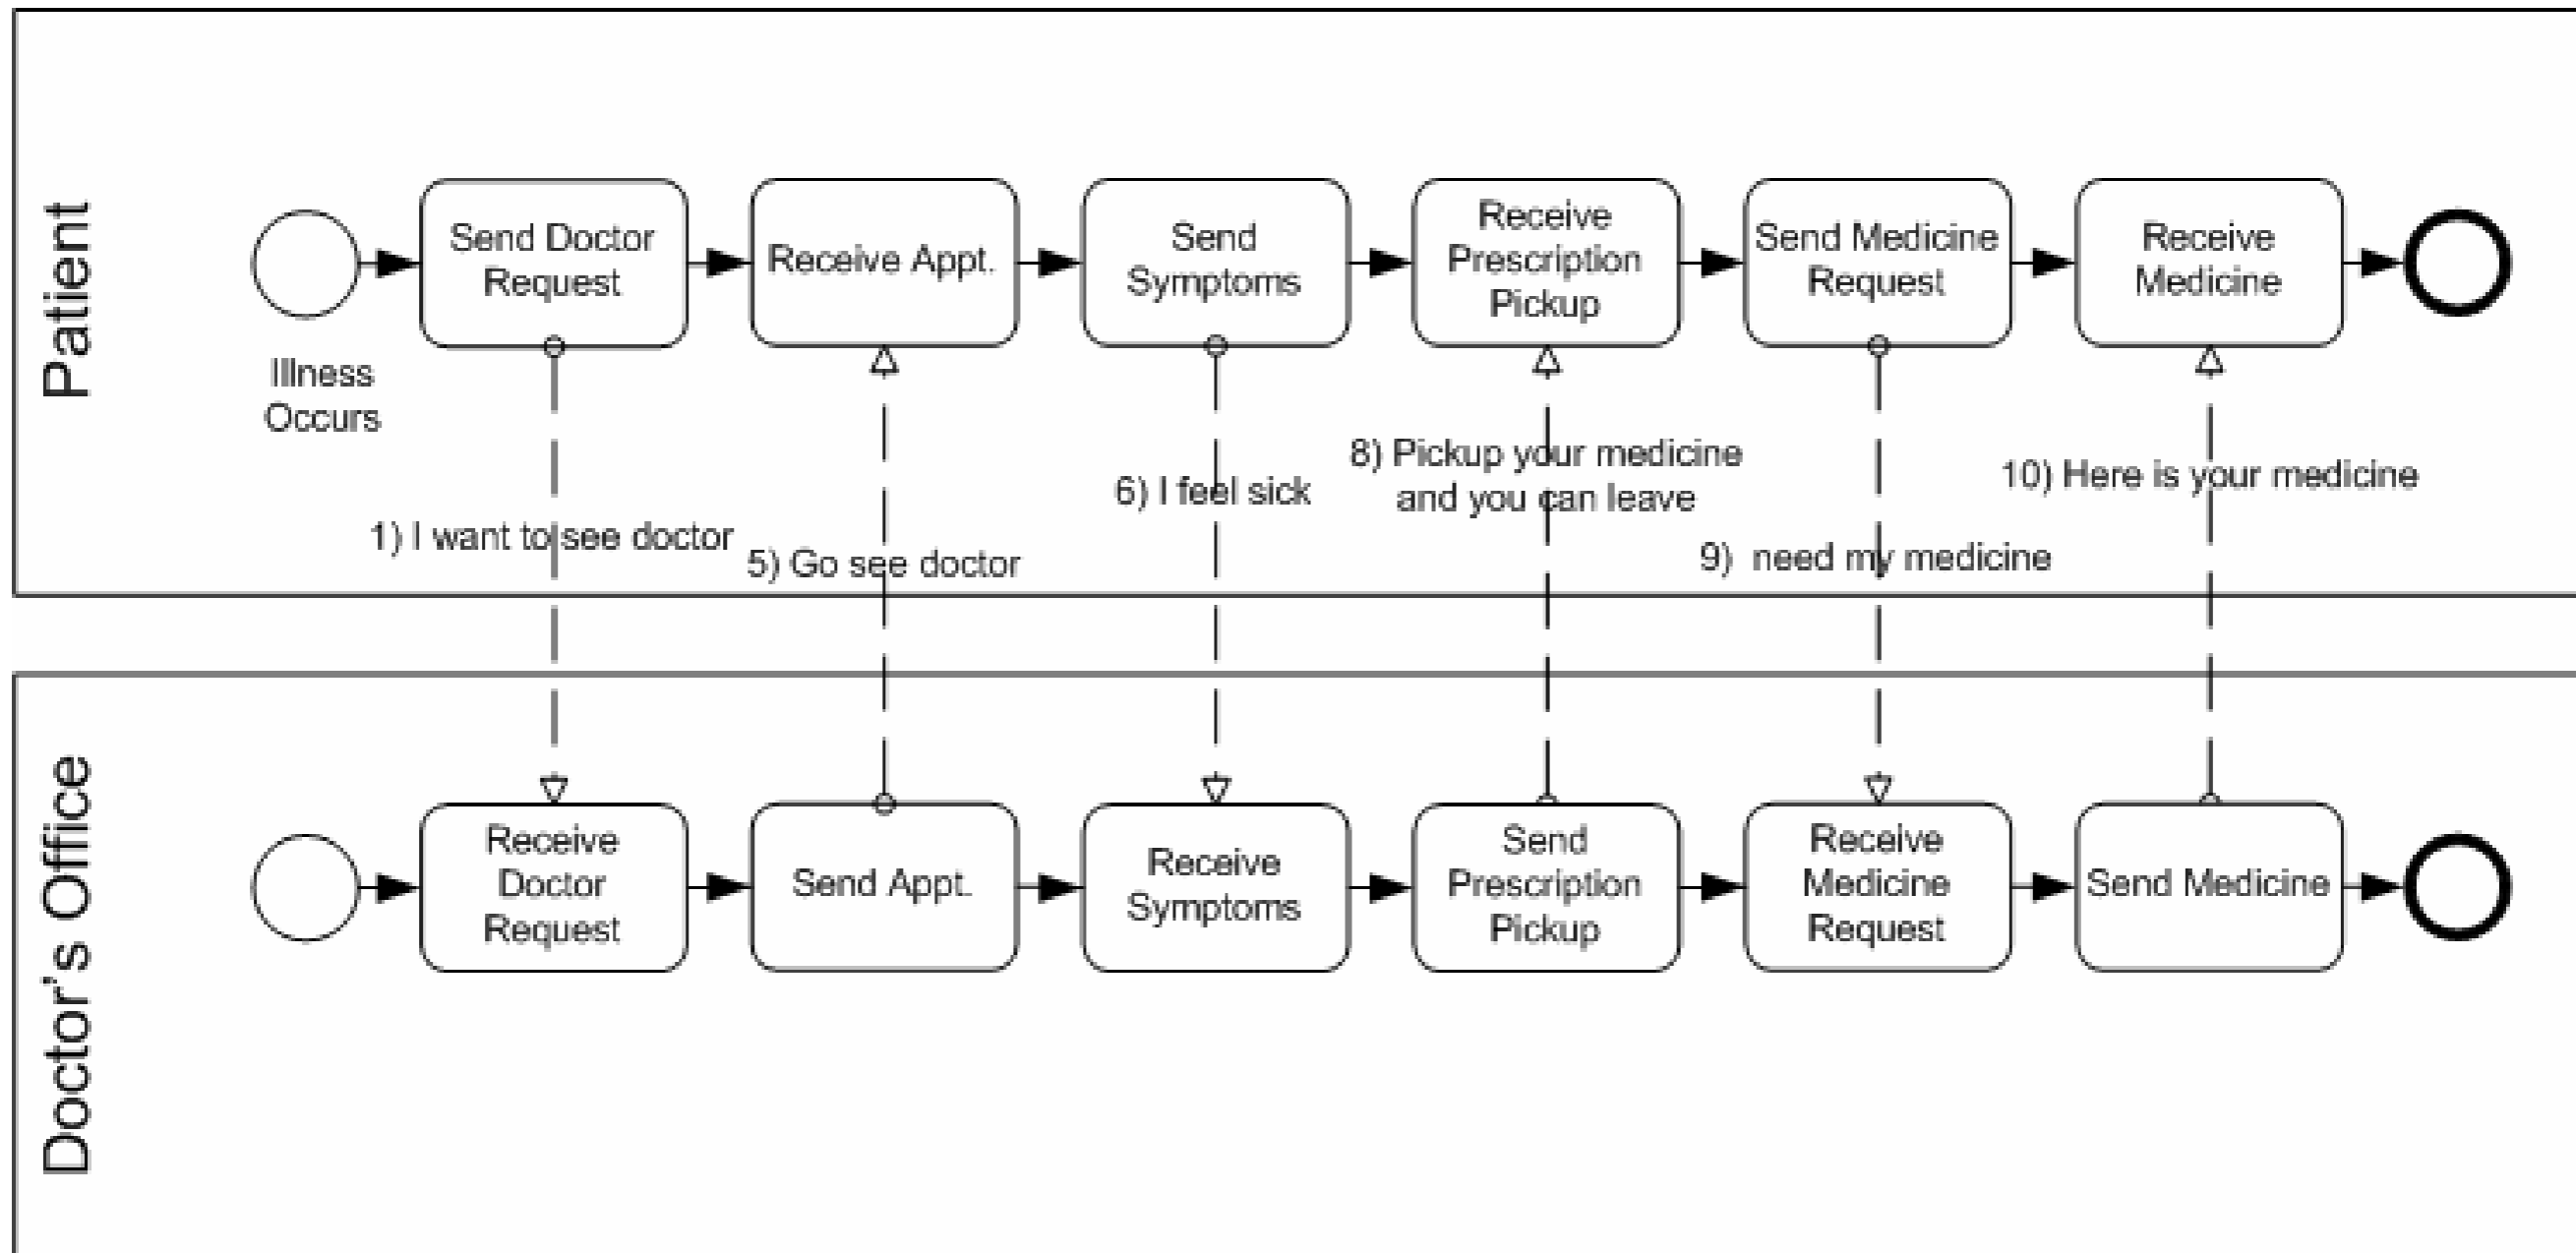 Patient
Send Doctor
Request
Receive Appt.
Send
Symptoms
Receive
Prescription
Pickup
Send Medicine
Request
Receive
Medicine
Illness
Occurs
1) I want to see doctor
5) Go see doctor
6) I feel sick
8) Pickup your medicine
and you can leave
9) need my medicine
10) Here is your medicine
Doctor's Office
Receive
Doctor
Request
Send Appt.
Receive
Symptoms
Send
Prescription
Pickup
Receive
Medicine
Request
Send Medicine